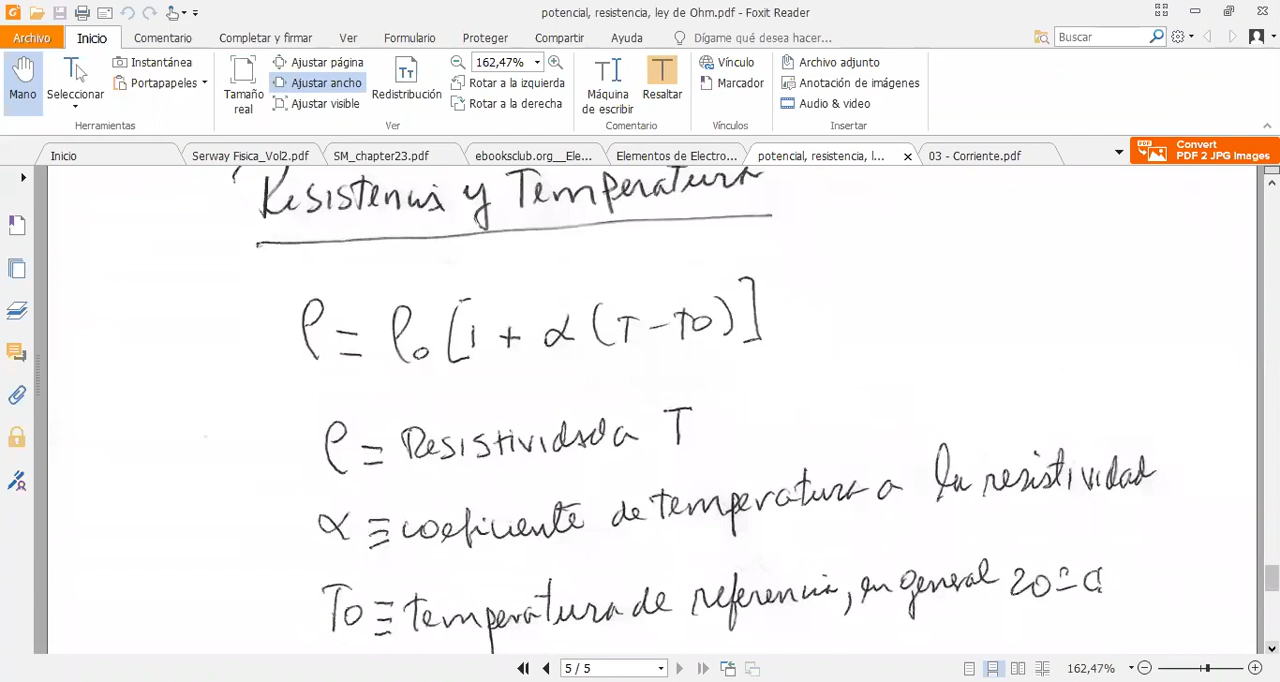 potencial, resistencia, ley de Ohm.pdf - Foxit Reader
Archivo Inicio Comentario Completar y firmar Ver Formulario Proteger Compartir Ayuda Dígame qué desea hacer... Buscar
Mano
Seleccionar
Instantánea
Portapapeles
Herramientas
Tamaño real
Ajustar página
Ajustar ancho
Ajustar visible
Redistribución
162,47%
Rotar a la izquierda
Rotar a la derecha
Ver
Máquina de escribir
Resaltar
Comentario
Vínculo
Marcador
Vínculos
Archivo adjunto
Anotación de imágenes
Audio & video
Insertar
Inicio Serway Fisica_Vol2.pdf SM_chapter23.pdf ebooksclub.org__Ele... Elementos de Electro... potencial, resistencia, l... 03 - Corriente.pdf
Convert
PDF 2 JPG Images
Resistencia y Temperatura
ρ = ρ₀ [1 + α (T - T0)]
ρ = Resistividad a T
α ≡ coeficiente de temperatura a la resistividad
T0 ≡ temperatura de referencia, en general 20º C
5 / 5
162,47%